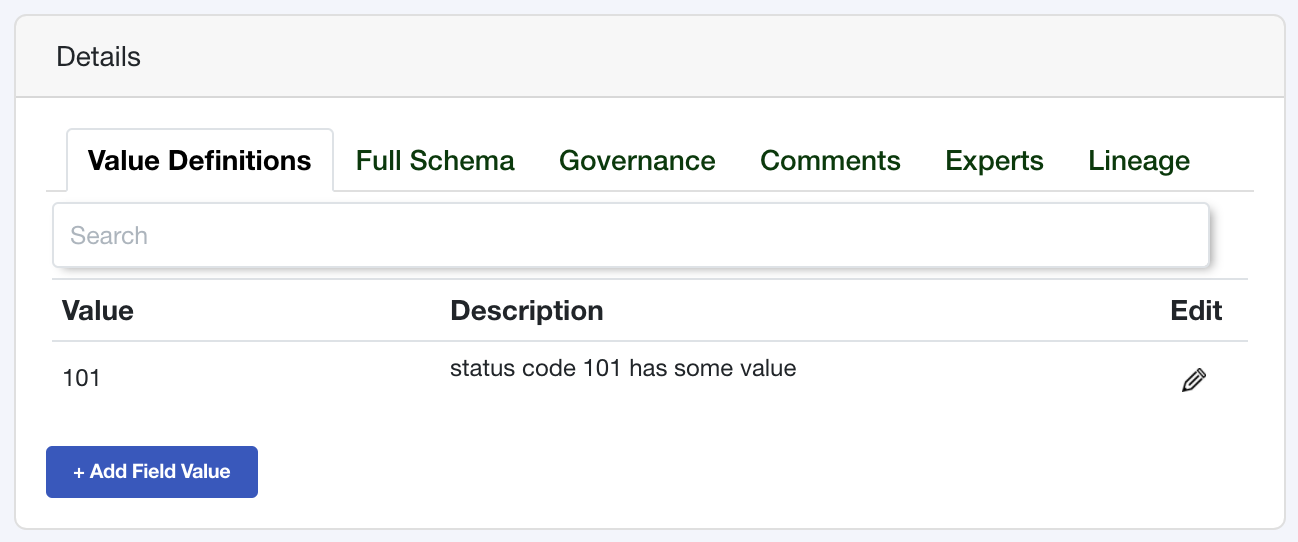 Details
Value Definitions Full Schema Governance Comments Experts Lineage
Search
Value Description Edit
101 status code 101 has some value
+ Add Field Value